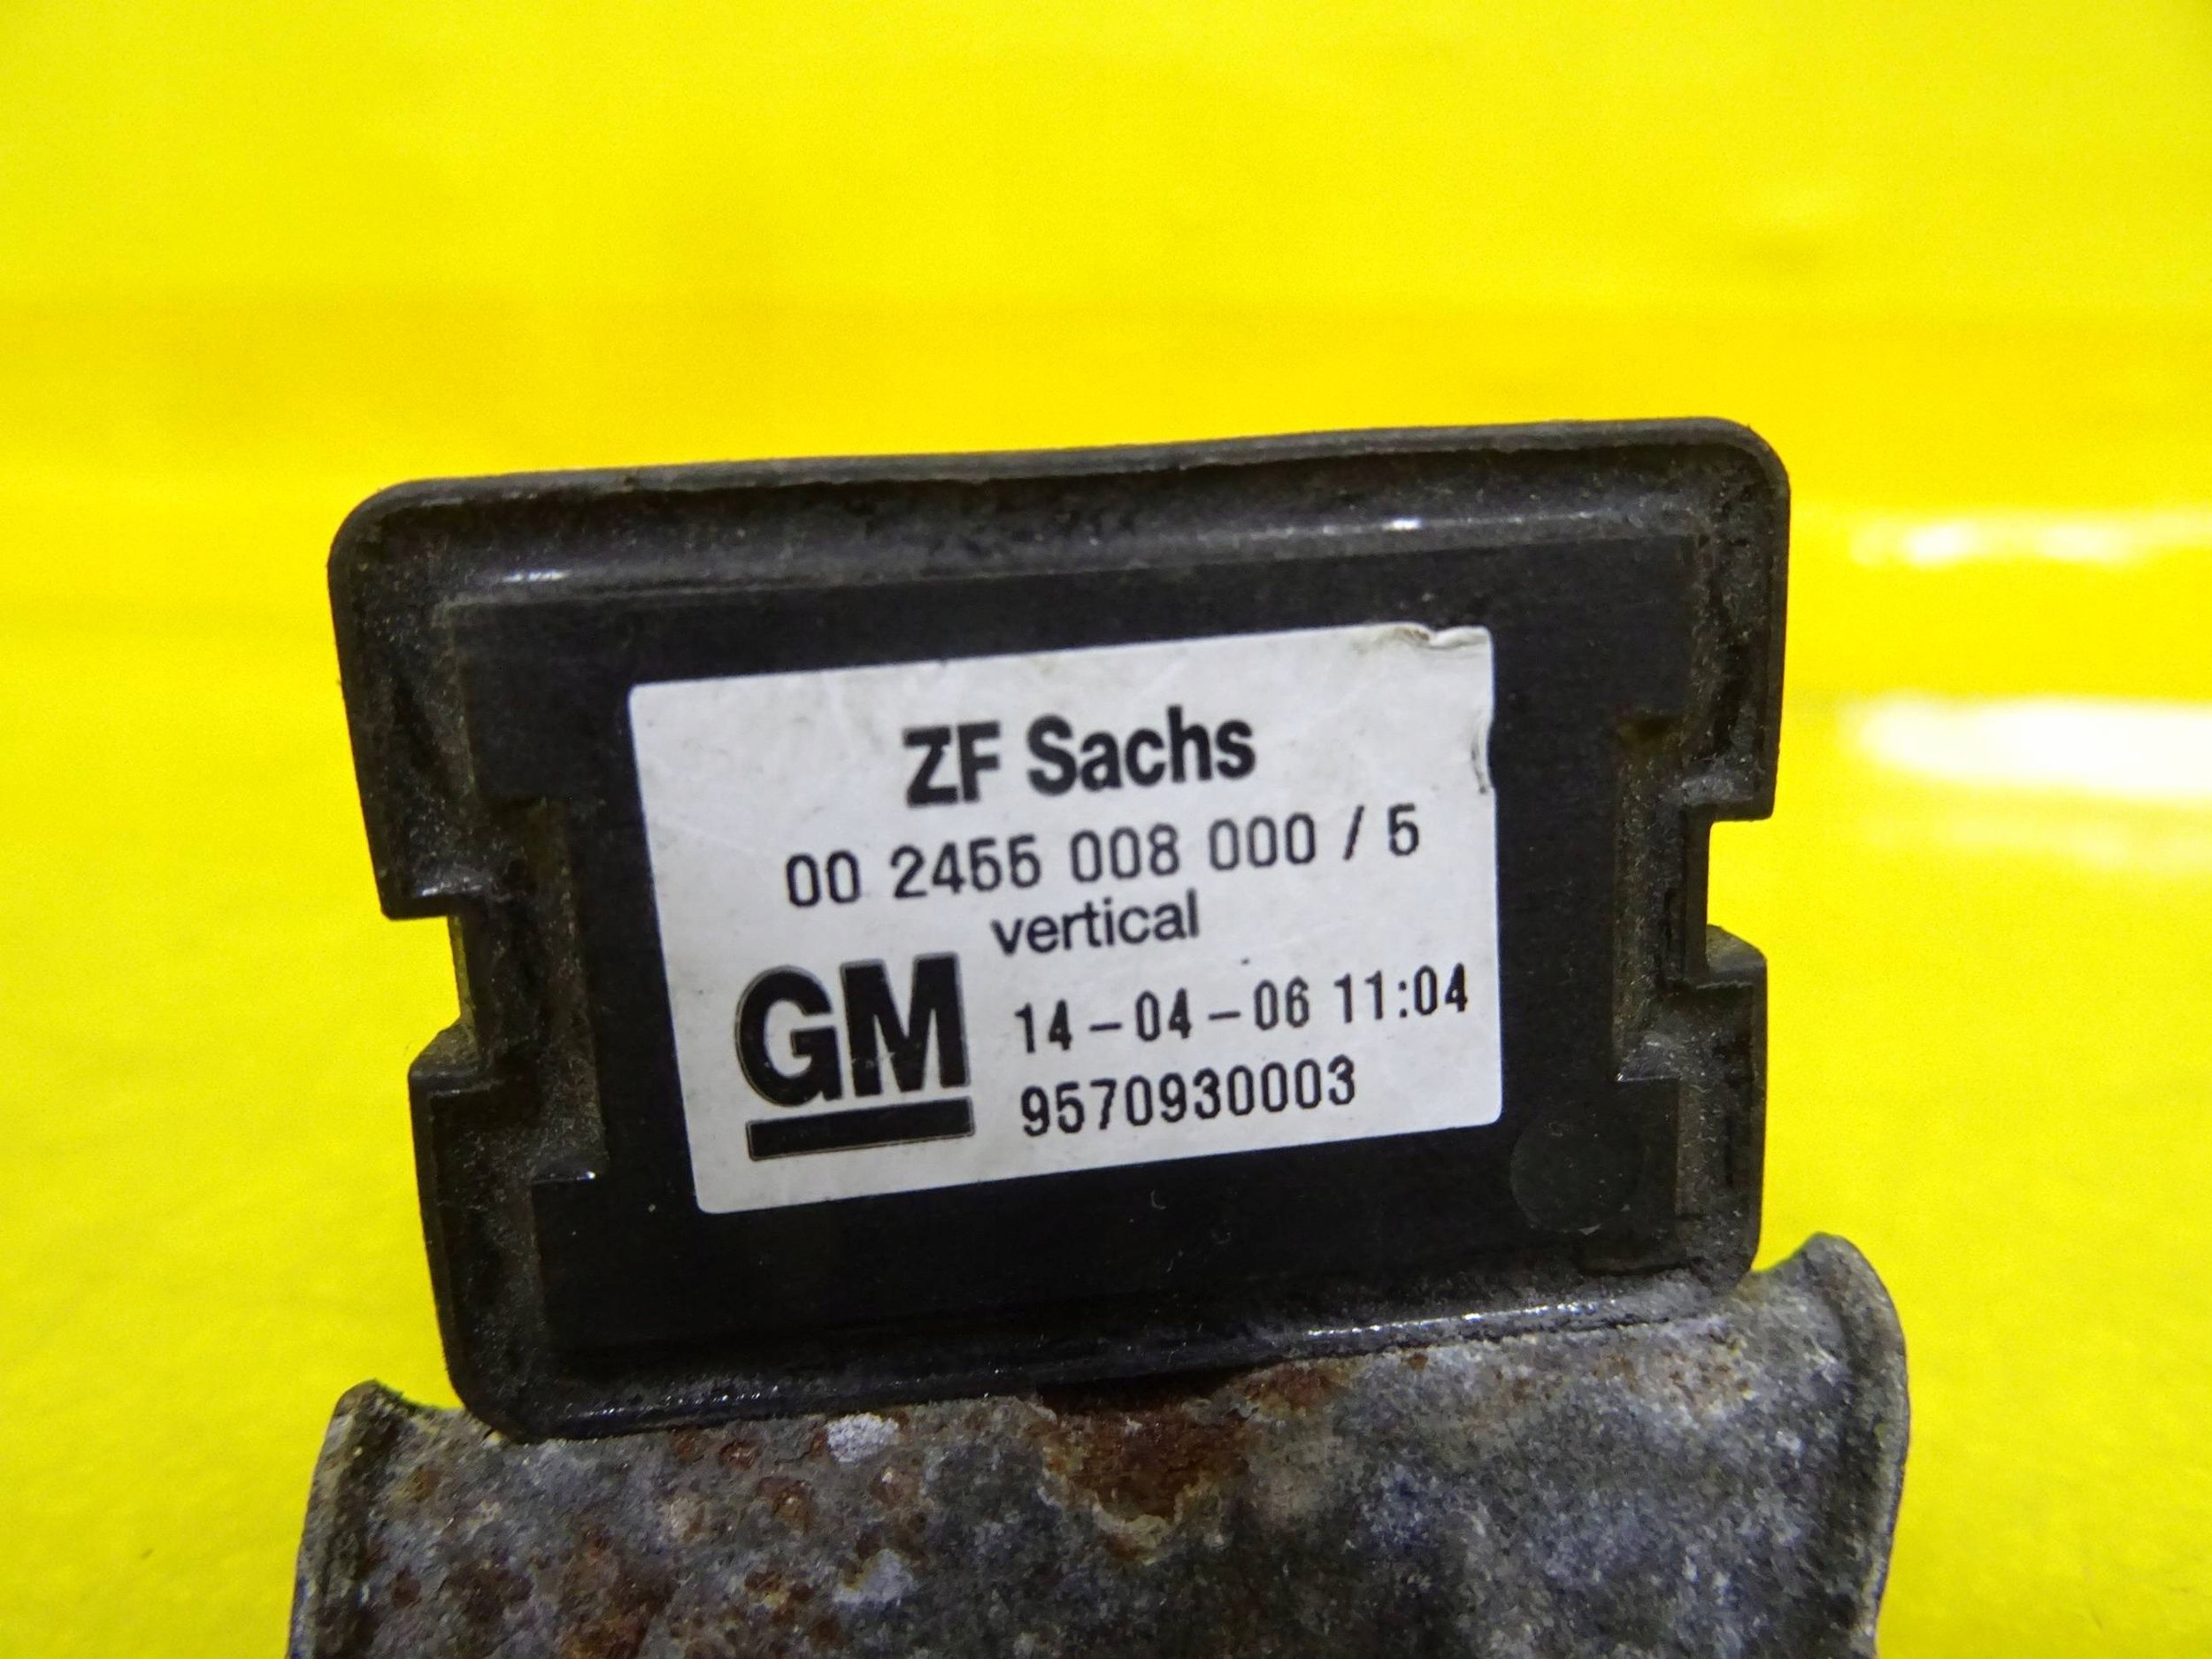 ZF Sachs
00 2455 008 000 / 5
vertical
GM
14-04-06 11:04
9570930003